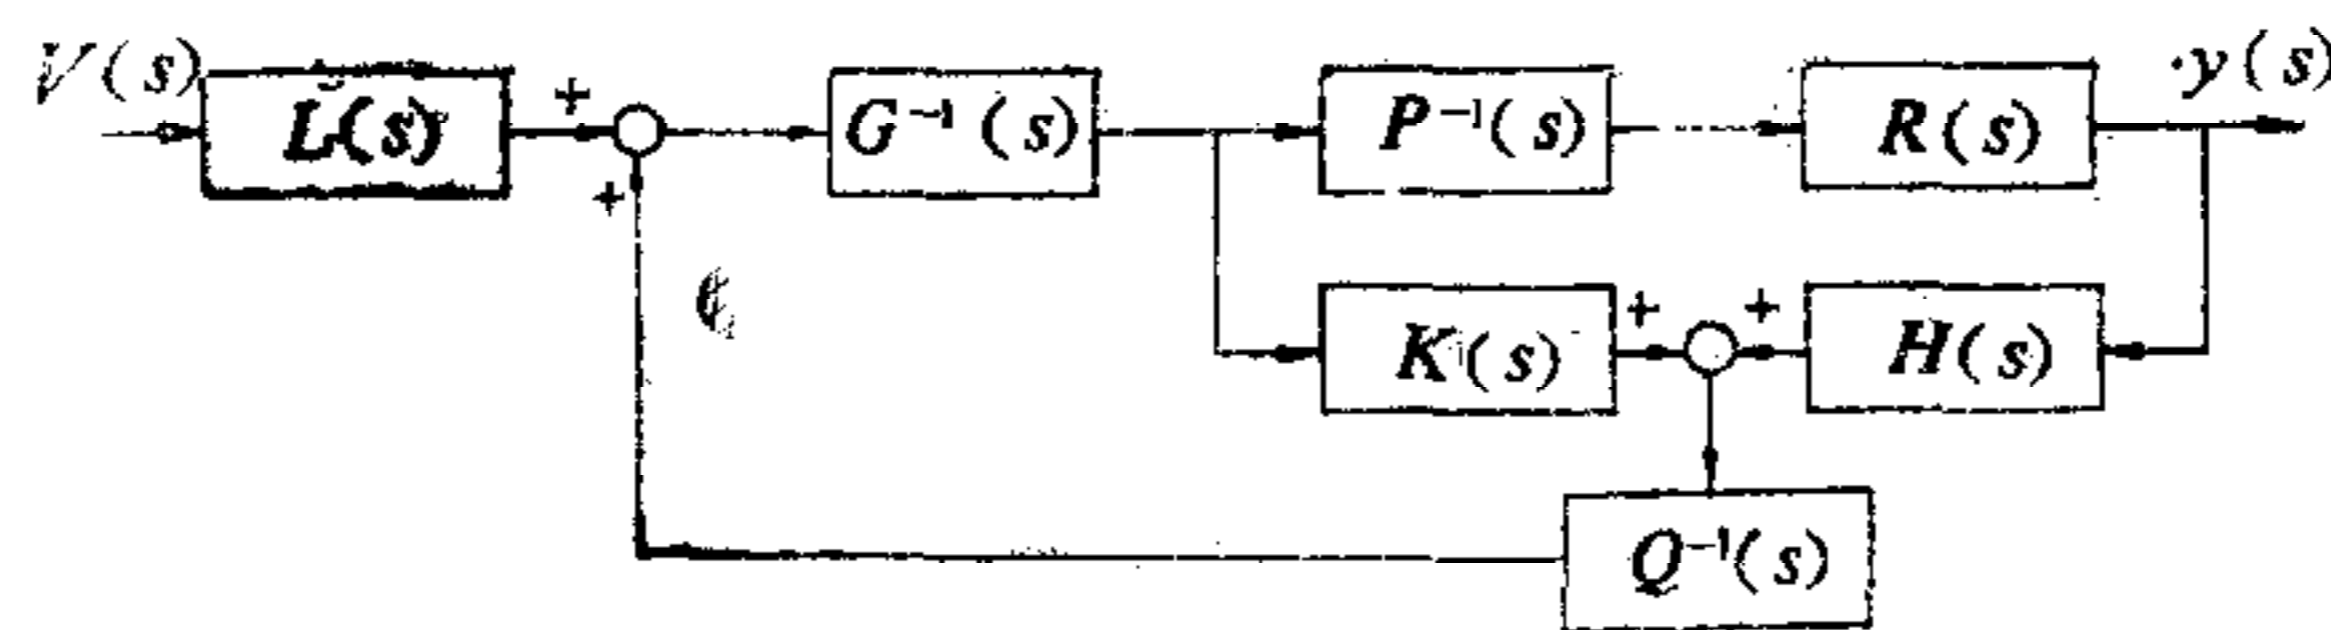 V(s) L(s) + G⁻¹(s) P⁻¹(s) R(s) y(s)
+ K(s) + + H(s)
Q⁻¹(s)